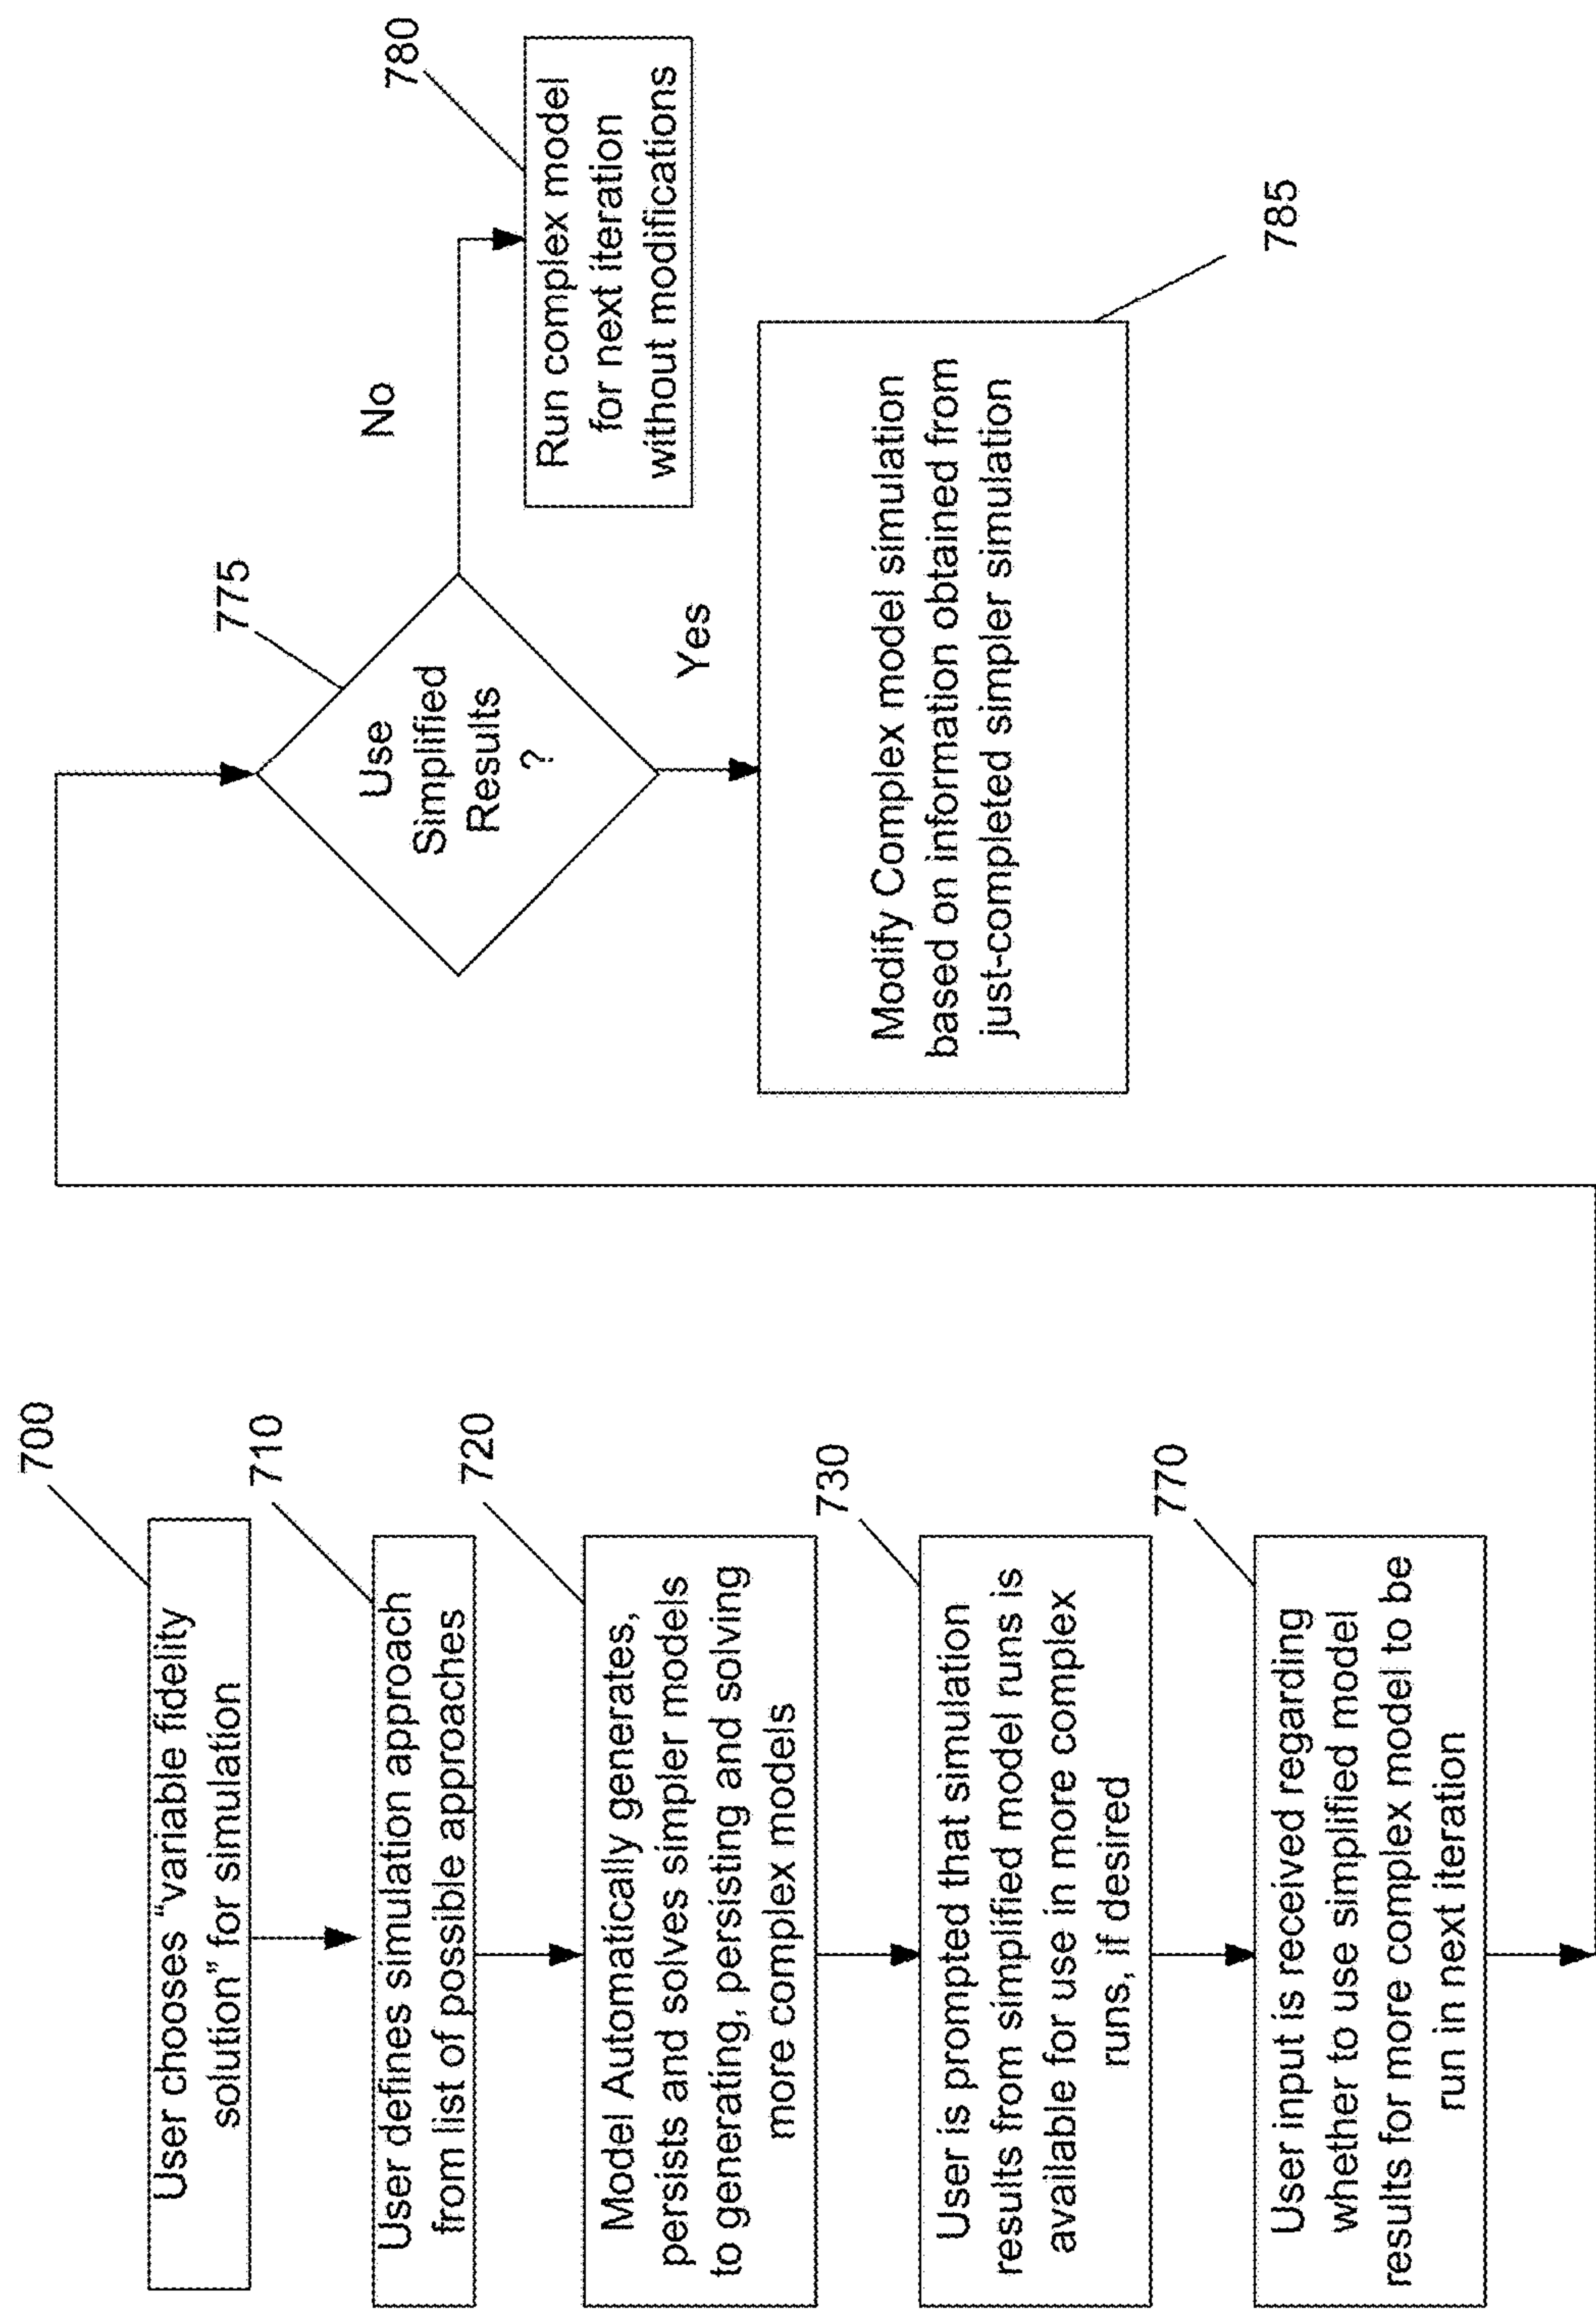 700
User chooses “variable fidelity
solution” for simulation
710
User defines simulation approach
from list of possible approaches
720
Model Automatically generates,
persists and solves simpler models
to generating, persisting and solving
more complex models
730
User is prompted that simulation
results from simplified model runs is
available for use in more complex
runs, if desired
770
User input is received regarding
whether to use simplified model
results for more complex model to be
run in next iteration
775
Use
Simplified
Results
?
No
780
Run complex model
for next iteration
without modifications
Yes
Modify Complex model simulation
based on information obtained from
just-completed simpler simulation
785